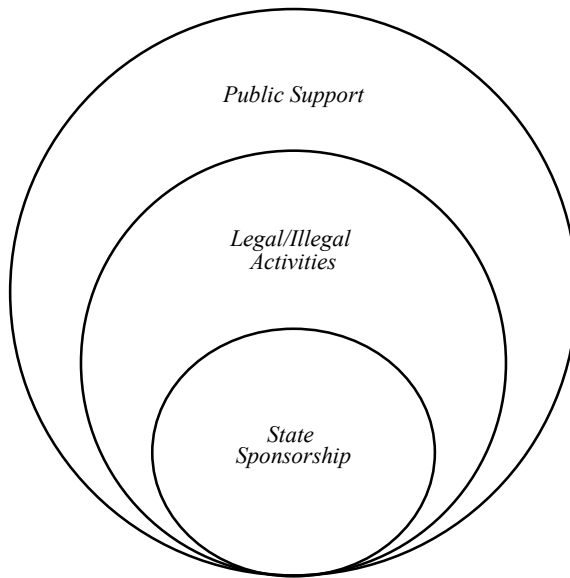 Public Support
Legal/Illegal
Activities
State
Sponsorship